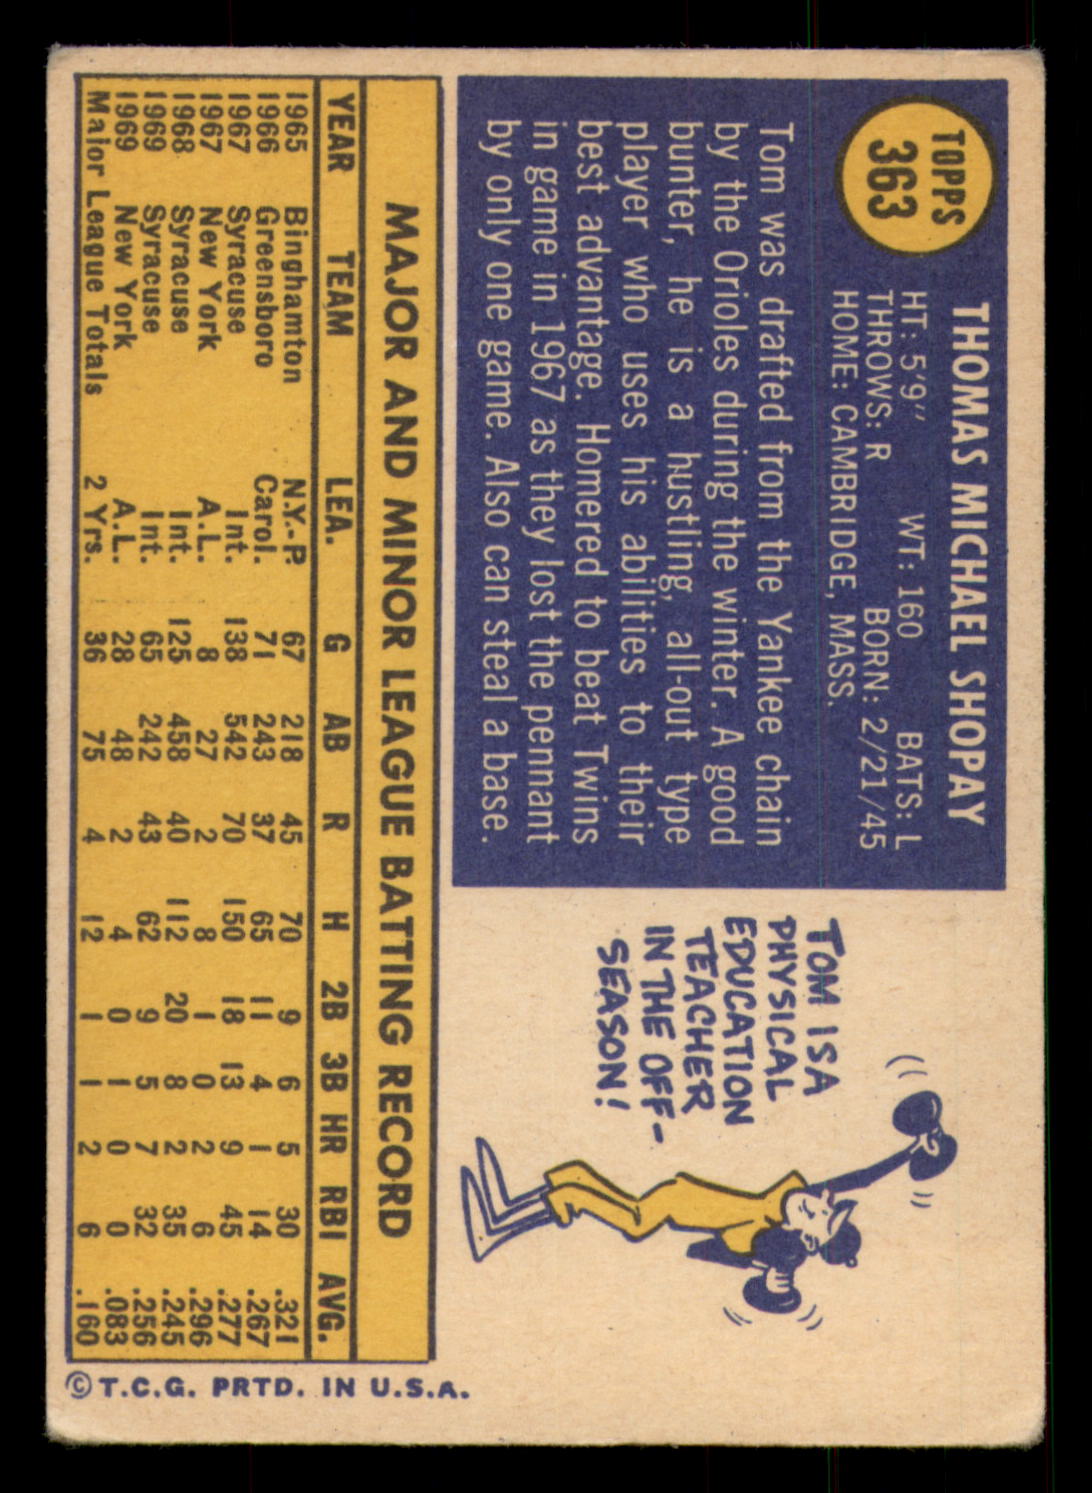 TOPPS
363
THOMAS MICHAEL SHOPAY
HT: 5'9" WT: 160 BATS: L
THROWS: R BORN: 2/21/45
HOME: CAMBRIDGE, MASS.
Tom was drafted from the Yankee chain
by the Orioles during the winter. A good
bunter, he is a hustling, all-out type
player who uses his abilities to their
best advantage. Homered to beat Twins
in game in 1967 as they lost the pennant
by only one game. Also can steal a base.
TOM IS A
PHYSICAL
EDUCATION
TEACHER
IN THE OFF-
SEASON!
MAJOR AND MINOR LEAGUE BATTING RECORD
YEAR TEAM LEA. G AB R H 2B 3B HR RBI AVG.
1965 Binghamton N.Y.-P. 67 218 45 70 9 6 5 30 .321
1966 Greensboro Carol. 71 243 37 65 11 4 1 14 .267
1967 Syracuse Int. 138 542 70 150 18 13 9 45 .277
1967 New York A.L. 8 27 2 8 1 0 2 6 .296
1968 Syracuse Int. 125 458 40 112 20 8 2 35 .245
1969 Syracuse Int. 65 242 43 62 9 5 7 32 .256
1969 New York A.L. 28 48 2 4 0 1 0 0 .083
Major League Totals 2 Yrs. 36 75 4 12 1 1 2 6 .160
© T.C.G. PRTD. IN U.S.A.